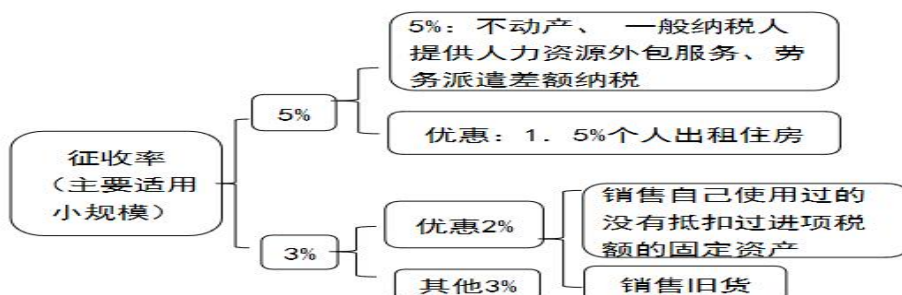 征收率
（主要适用
小规模）
5%
5%：不动产、 一般纳税人
提供人力资源外包服务、劳
务派遣差额纳税
优惠：1．5%个人出租住房
3%
优惠2%
销售自己使用过的
没有抵扣过进项税
额的固定资产
销售旧货
其他3%